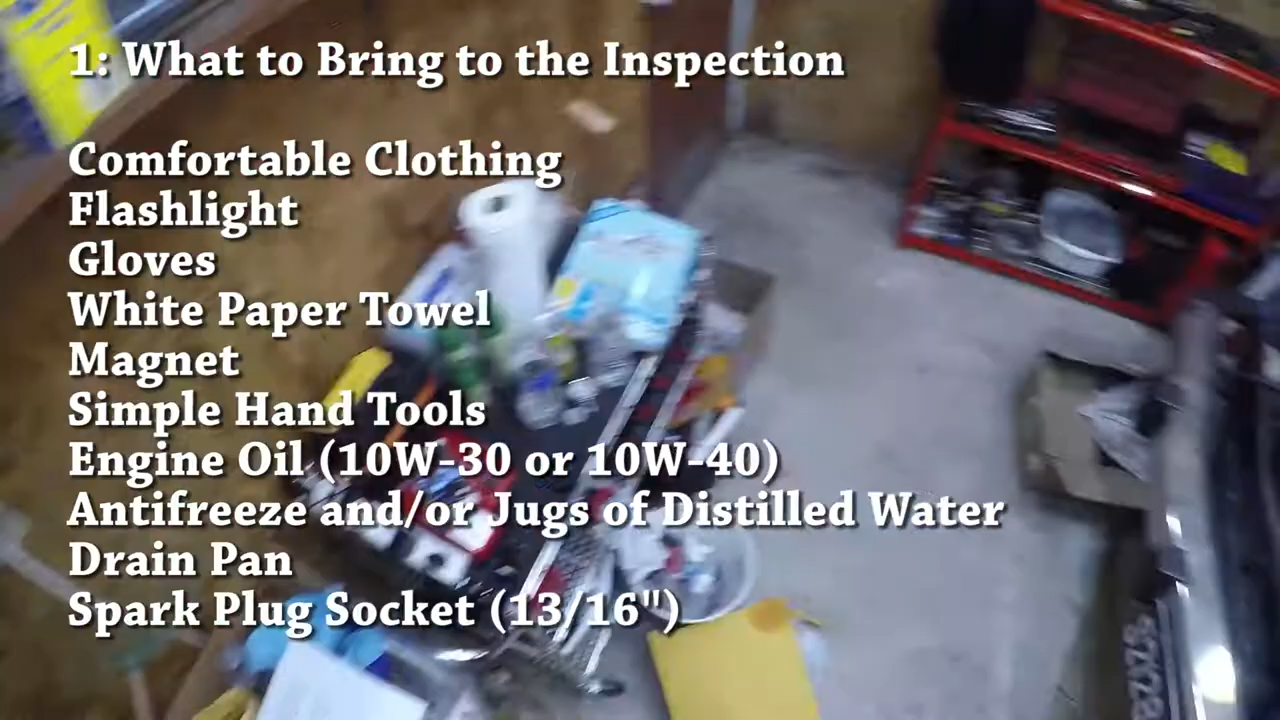 1: What to Bring to the Inspection
Comfortable Clothing
Flashlight
Gloves
White Paper Towel
Magnet
Simple Hand Tools
Engine Oil (10W-30 or 10W-40)
Antifreeze and/or Jugs of Distilled Water
Drain Pan
Spark Plug Socket (13/16")